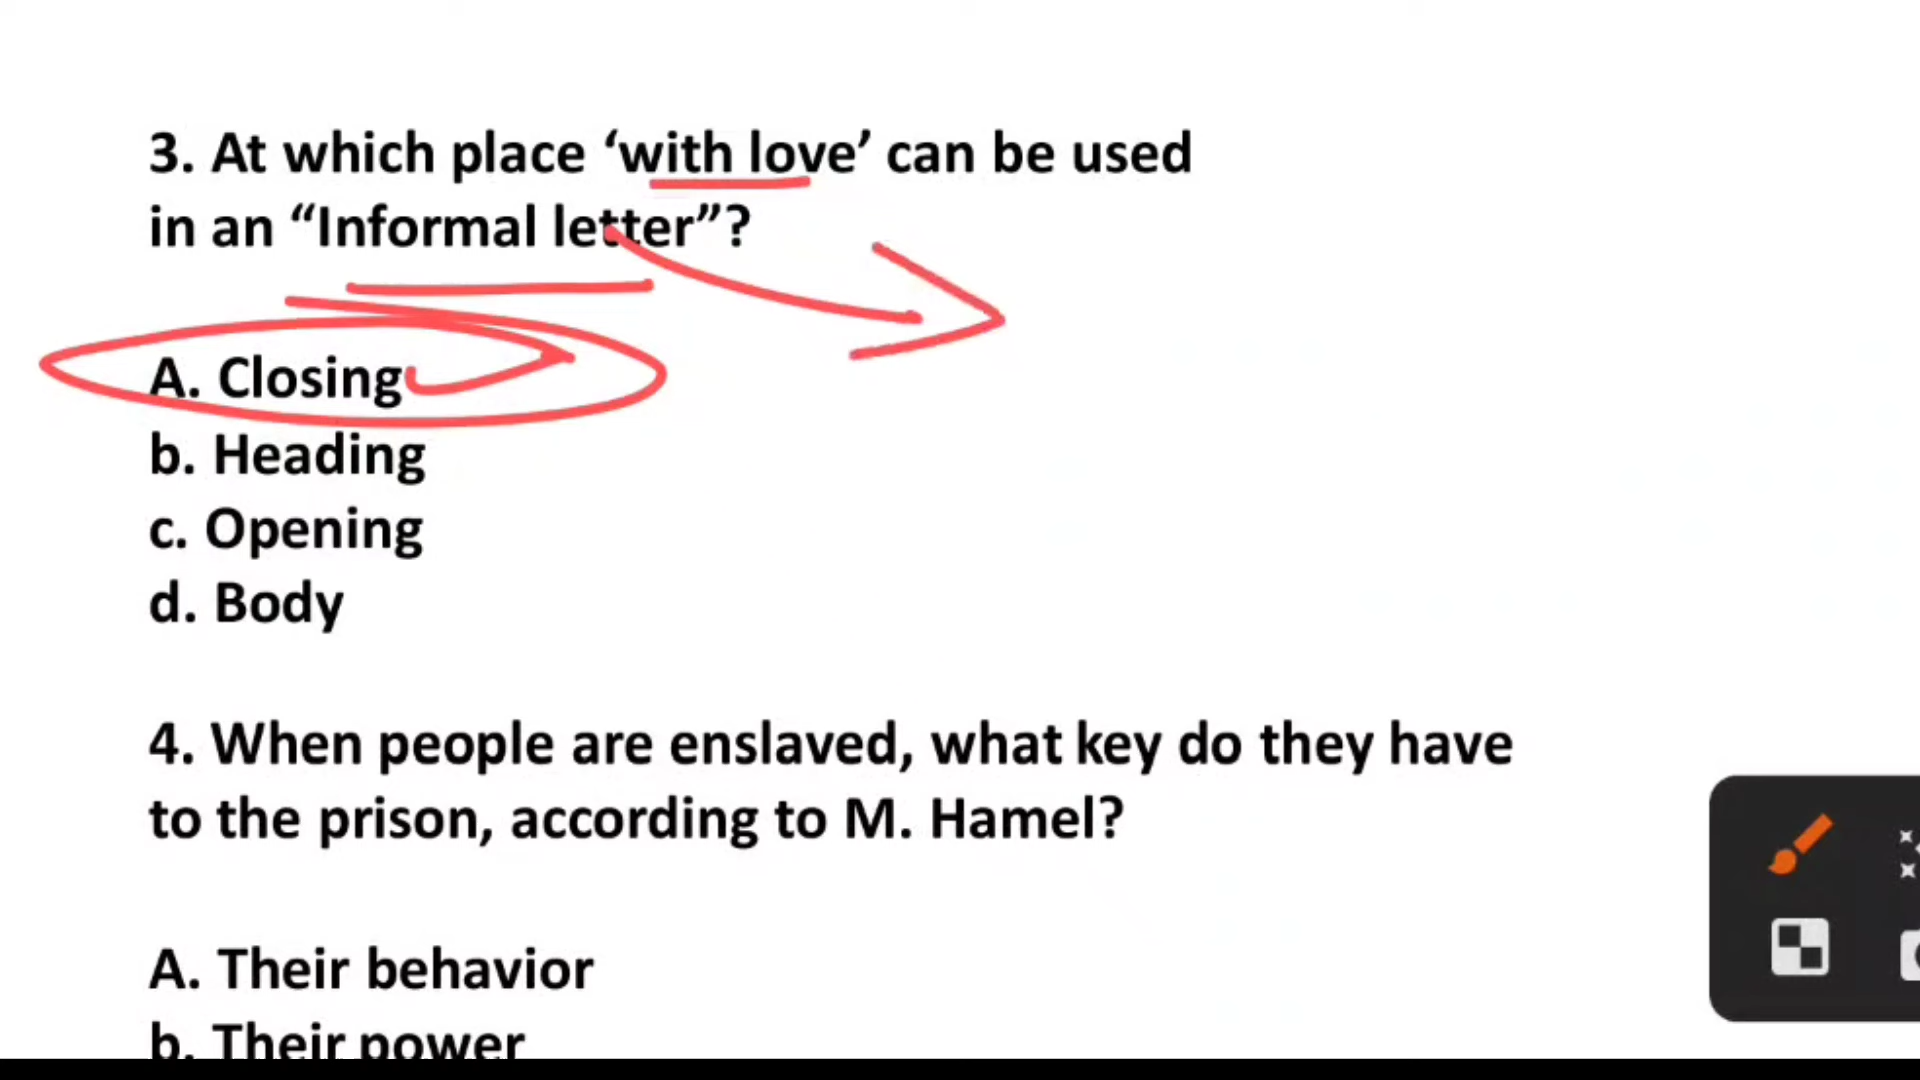 3. At which place ‘with love’ can be used
in an “Informal letter”?
A. Closing
b. Heading
c. Opening
d. Body
4. When people are enslaved, what key do they have
to the prison, according to M. Hamel?
A. Their behavior
b. Their power